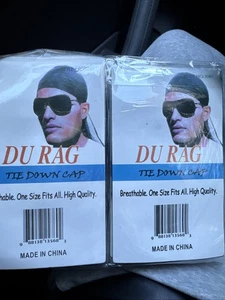 DU RAG
TIE DOWN CAP
hable. One Size Fits All. High Quality.
MADE IN CHINA
DU RAG
TIE DOWN CAP
Breathable. One Size Fits All. High Quality.
MADE IN CHINA